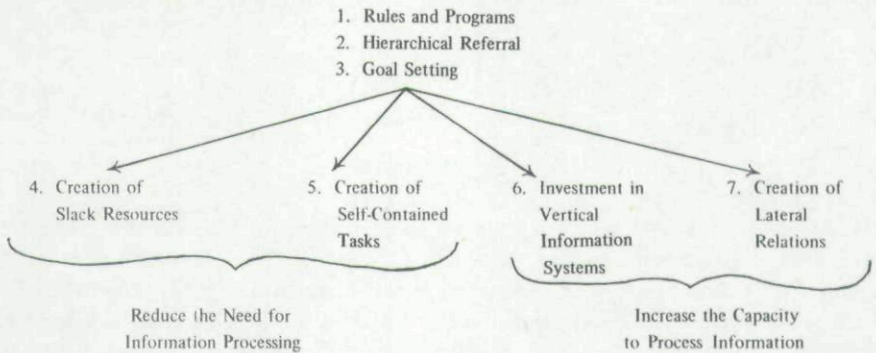 1. Rules and Programs
2. Hierarchical Referral
3. Goal Setting
4. Creation of
Slack Resources
5. Creation of
Self-Contained
Tasks
6. Investment in
Vertical
Information
Systems
7. Creation of
Lateral
Relations
Reduce the Need for
Information Processing
Increase the Capacity
to Process Information